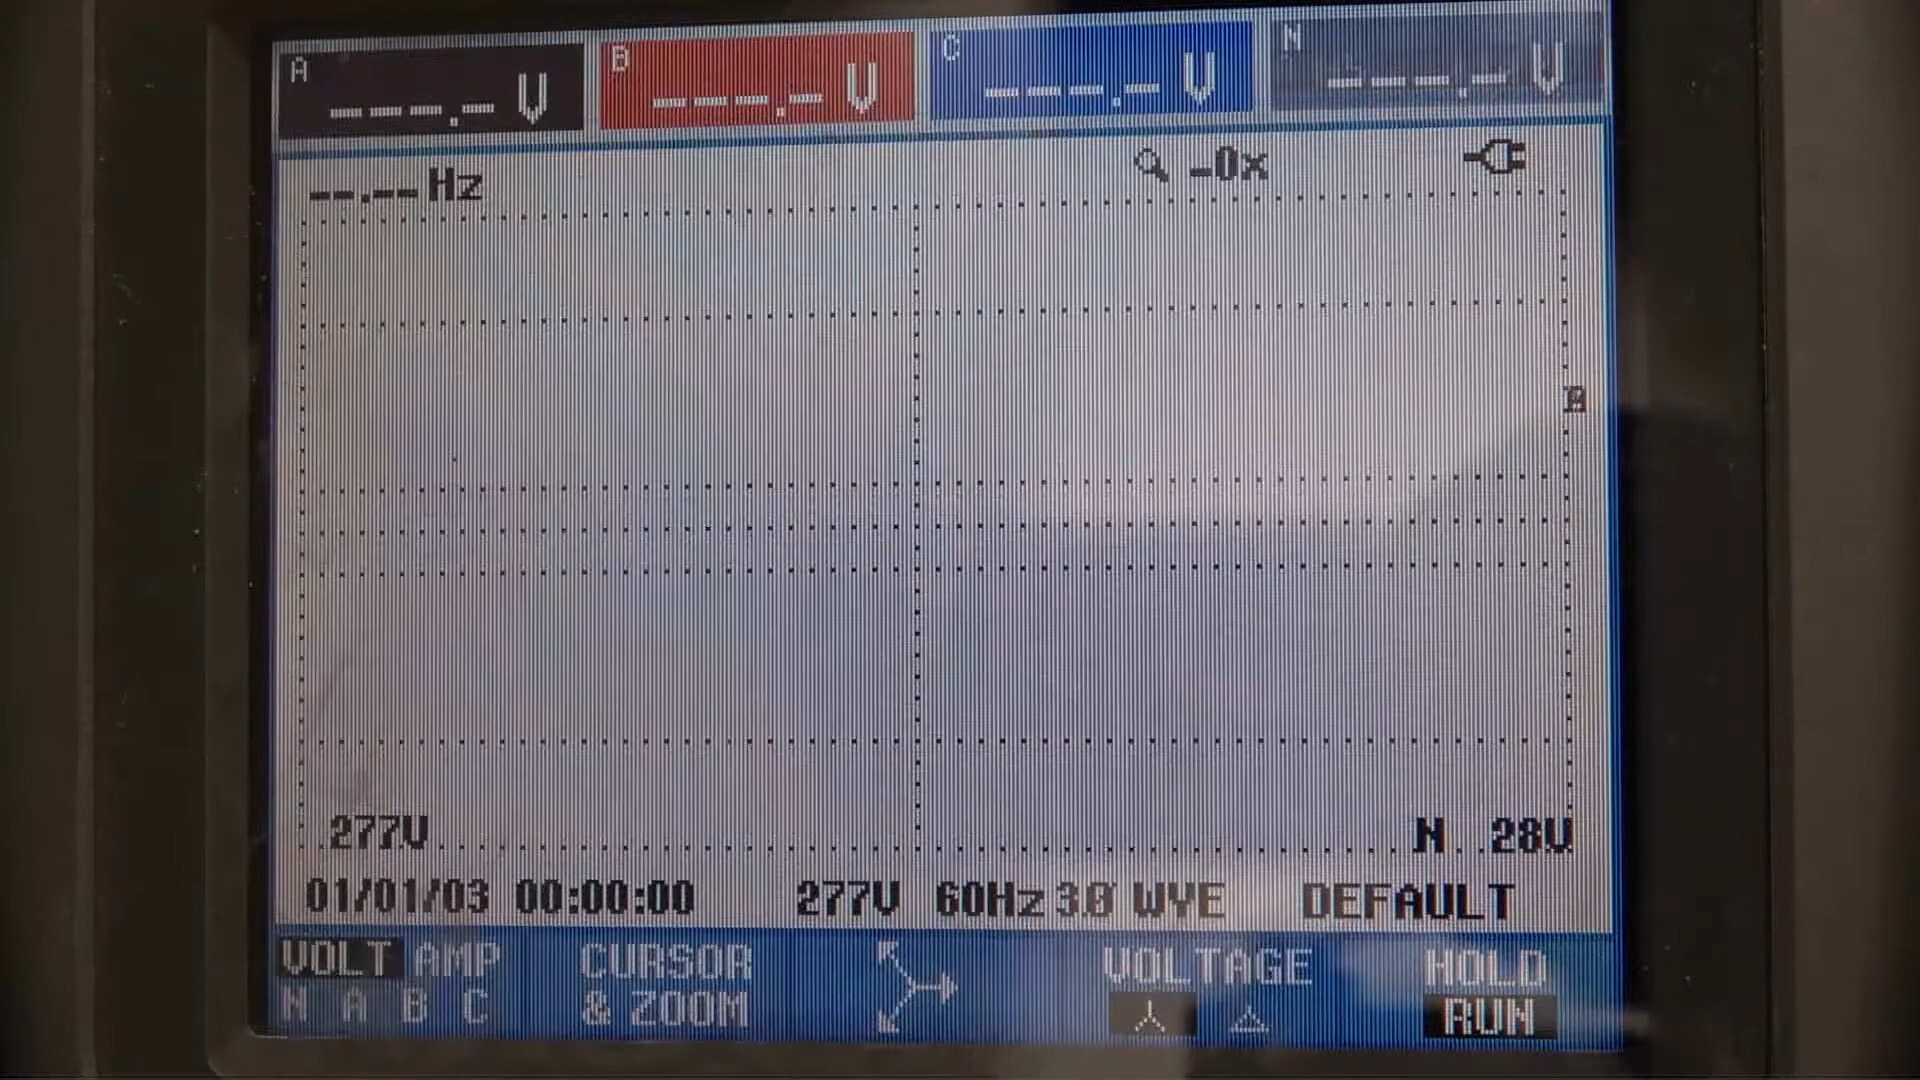 A B C N
---.- V ---.- V ---.- V ---.- V
--.--Hz -0x
277V N 28V
01/01/03 00:00:00 277V 60Hz 3Ø WYE DEFAULT
VOLT AMP CURSOR VOLTAGE HOLD
N A B C & ZOOM RUN